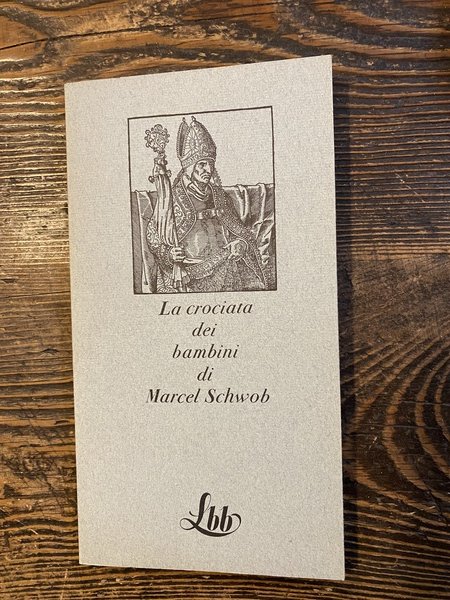 La crociata
dei
bambini
di
Marcel Schwob
Lbb